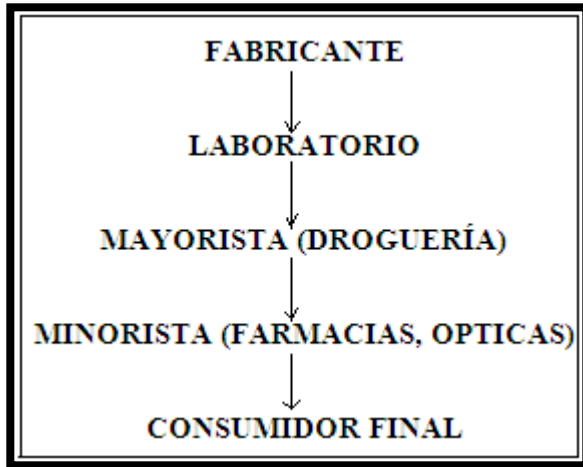 FABRICANTE
LABORATORIO
MAYORISTA (DROGUERÍA)
MINORISTA (FARMACIAS, OPTICAS)
CONSUMIDOR FINAL